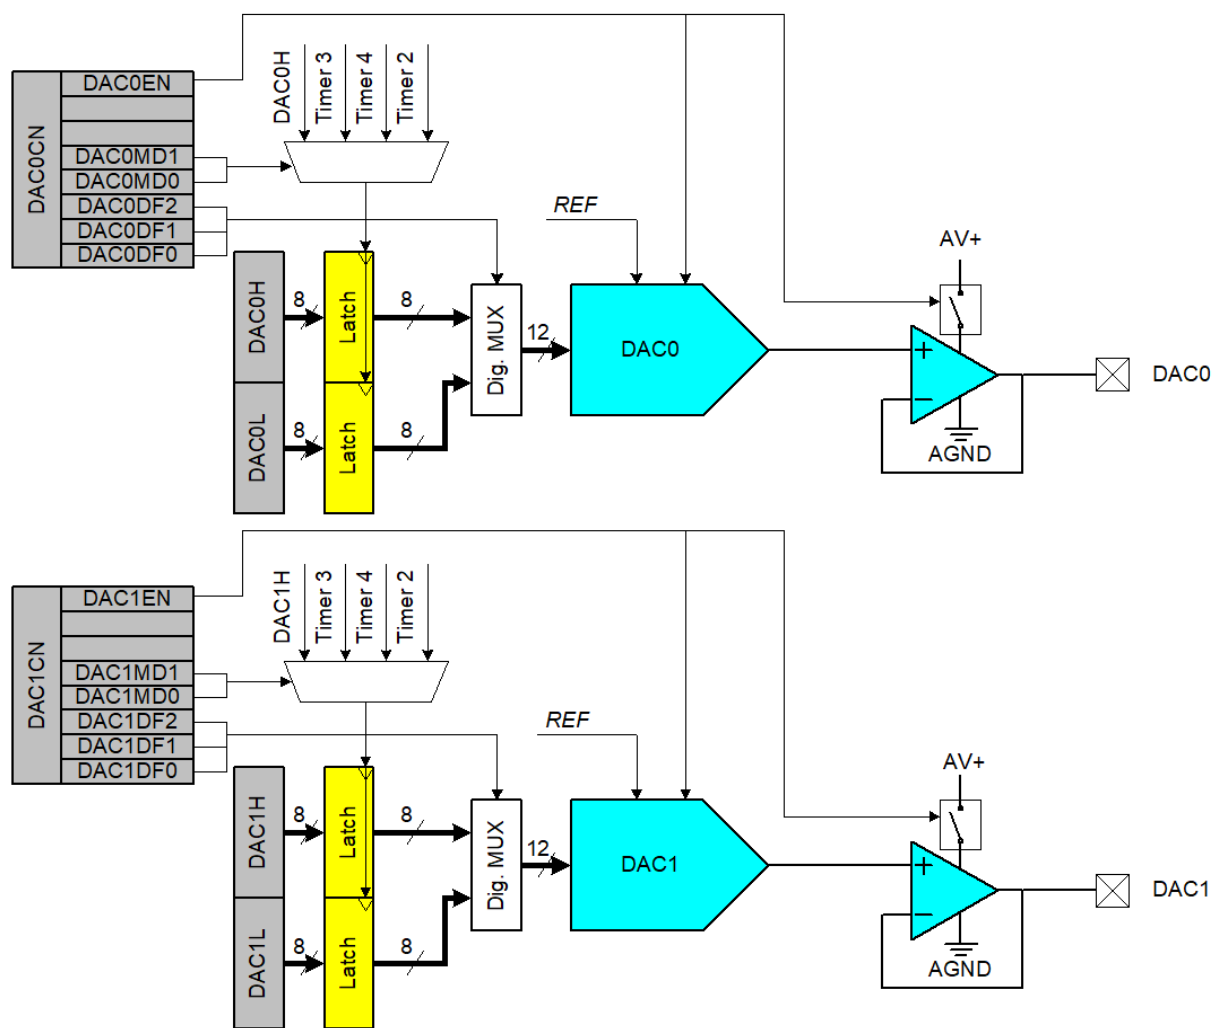 DAC0CN
DAC0EN
DAC0MD1
DAC0MD0
DAC0DF2
DAC0DF1
DAC0DF0
DAC0H
Timer 3
Timer 4
Timer 2
REF
AV+
DAC0H
8
Latch
8
Dig. MUX
12
DAC0
+
−
DAC0
DAC0L
8
Latch
8
AGND
DAC1CN
DAC1EN
DAC1MD1
DAC1MD0
DAC1DF2
DAC1DF1
DAC1DF0
DAC1H
Timer 3
Timer 4
Timer 2
REF
AV+
DAC1H
8
Latch
8
Dig. MUX
12
DAC1
+
−
DAC1
DAC1L
8
Latch
8
AGND